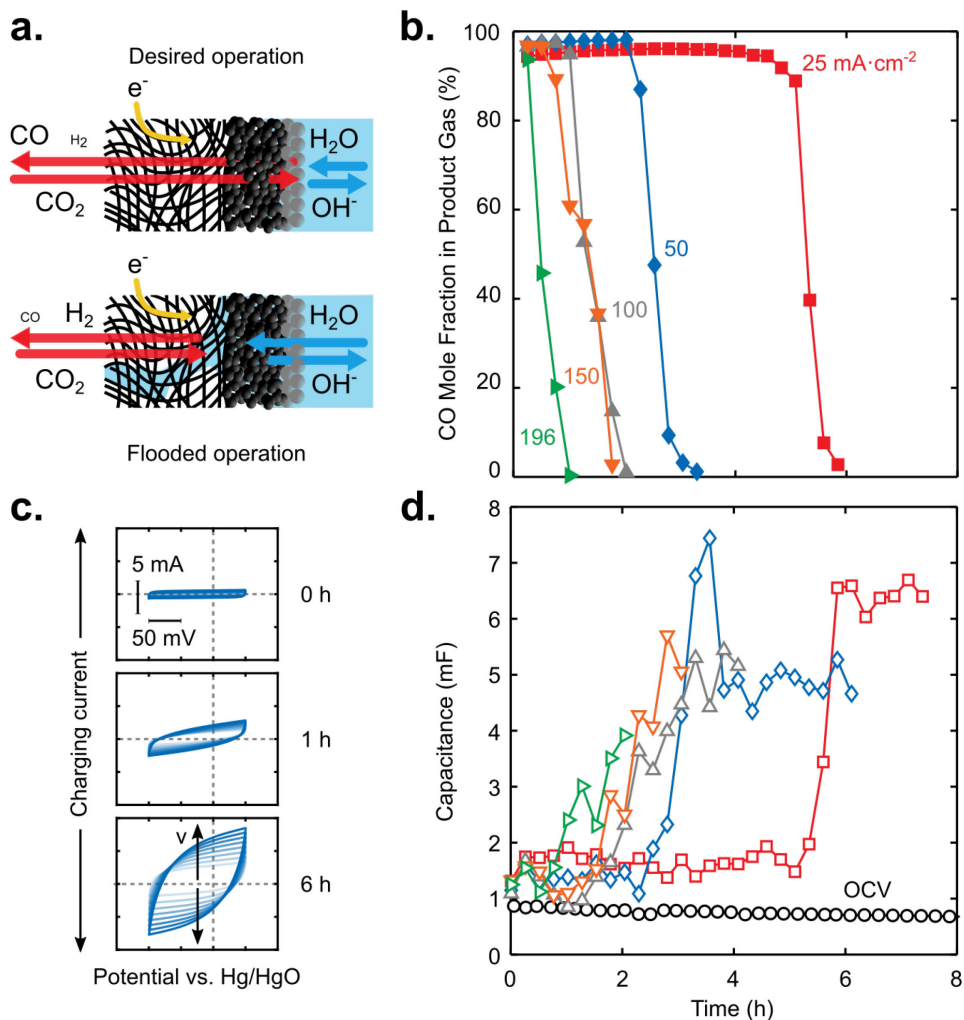 a.
Desired operation
e-
CO H2
CO2
H2O
OH-
e-
CO H2
CO2
H2O
OH-
Flooded operation
b.
CO Mole Fraction in Product Gas (%)
100
80
60
40
20
0
25 mA·cm-2
50
100
150
196
c.
Charging current
5 mA
50 mV
0 h
1 h
v
6 h
Potential vs. Hg/HgO
d.
Capacitance (mF)
8
7
6
5
4
3
2
1
0
OCV
0 2 4 6 8
Time (h)